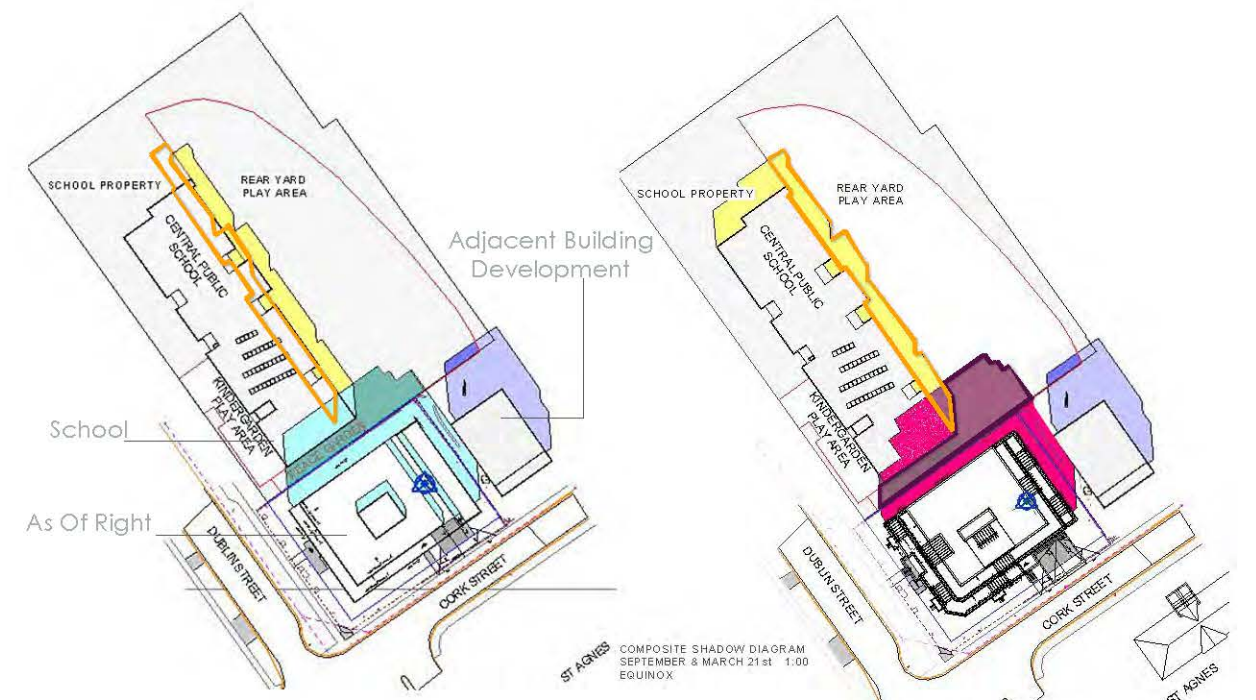 SCHOOL PROPERTY
REAR YARD
PLAY AREA
CENTRAL PUBLIC
SCHOOL
KINDERGARDEN
PLAY AREA
GARDEN
Adjacent Building
Development
School
As Of Right
DUBLIN STREET
CORK STREET
ST AGNES
COMPOSITE SHADOW DIAGRAM
SEPTEMBER & MARCH 21st 1:00
EQUINOX
SCHOOL PROPERTY
REAR YARD
PLAY AREA
CENTRAL PUBLIC
SCHOOL
KINDERGARDEN
PLAY AREA
DUBLIN STREET
CORK STREET
ST AGNES